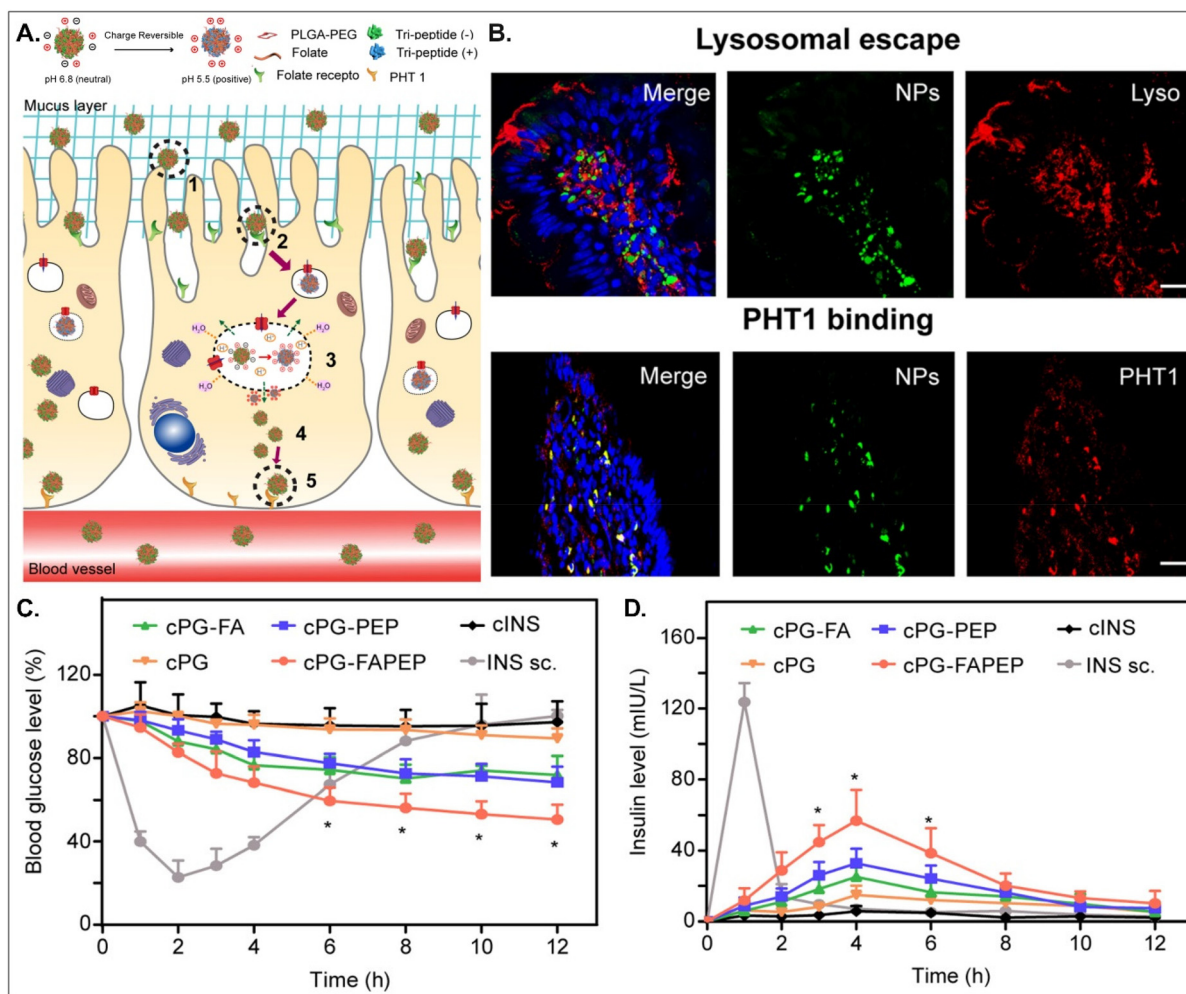 A.
Charge Reversible
pH 6.8 (neutral)
pH 5.5 (positive)
PLGA-PEG
Tri-peptide (-)
Folate
Tri-peptide (+)
Folate recepto
PHT 1
Mucus layer
1
2
H₂O
H₂O
H⁺
H⁺
H⁺
3
H₂O
H₂O
4
5
Blood vessel
B.
Lysosomal escape
Merge
NPs
Lyso
PHT1 binding
Merge
NPs
PHT1
C.
cPG-FA
cPG-PEP
cINS
cPG
cPG-FAPEP
INS sc.
Blood glucose level (%)
120
80
40
0
* * * *
0 2 4 6 8 10 12
Time (h)
D.
cPG-FA
cPG-PEP
cINS
cPG
cPG-FAPEP
INS sc.
Insulin level (mIU/L)
160
120
80
40
0
* * *
0 2 4 6 8 10 12
Time (h)